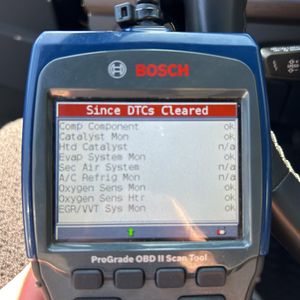 BOSCH
Since DTCs Cleared
Comp Component ok
Catalyst Mon ok
Htd Catalyst n/a
Evap System Mon ok
Sec Air System n/a
A/C Refrig Mon n/a
Oxygen Sens Mon ok
Oxygen Sens Htr ok
EGR/VVT Sys Mon ok
ProGrade OBD II Scan Tool